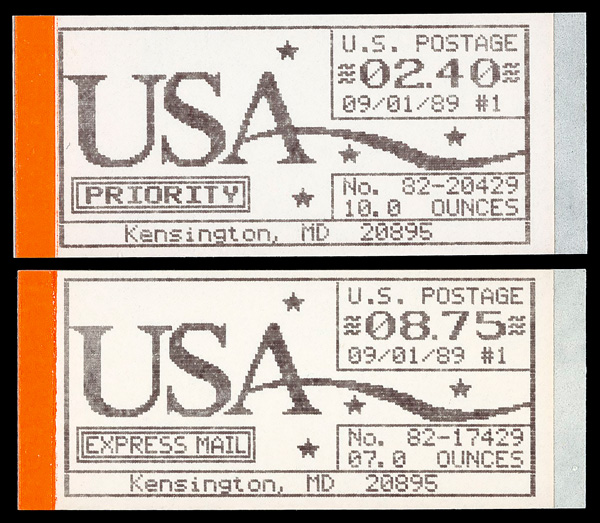 U.S. POSTAGE
≈02.40≈
09/01/89 #1
USA
PRIORITY
No. 82-20429
10.0 OUNCES
Kensington, MD 20895
U.S. POSTAGE
≈08.75≈
09/01/89 #1
USA
EXPRESS MAIL
No. 82-17429
07.0 OUNCES
Kensington, MD 20895